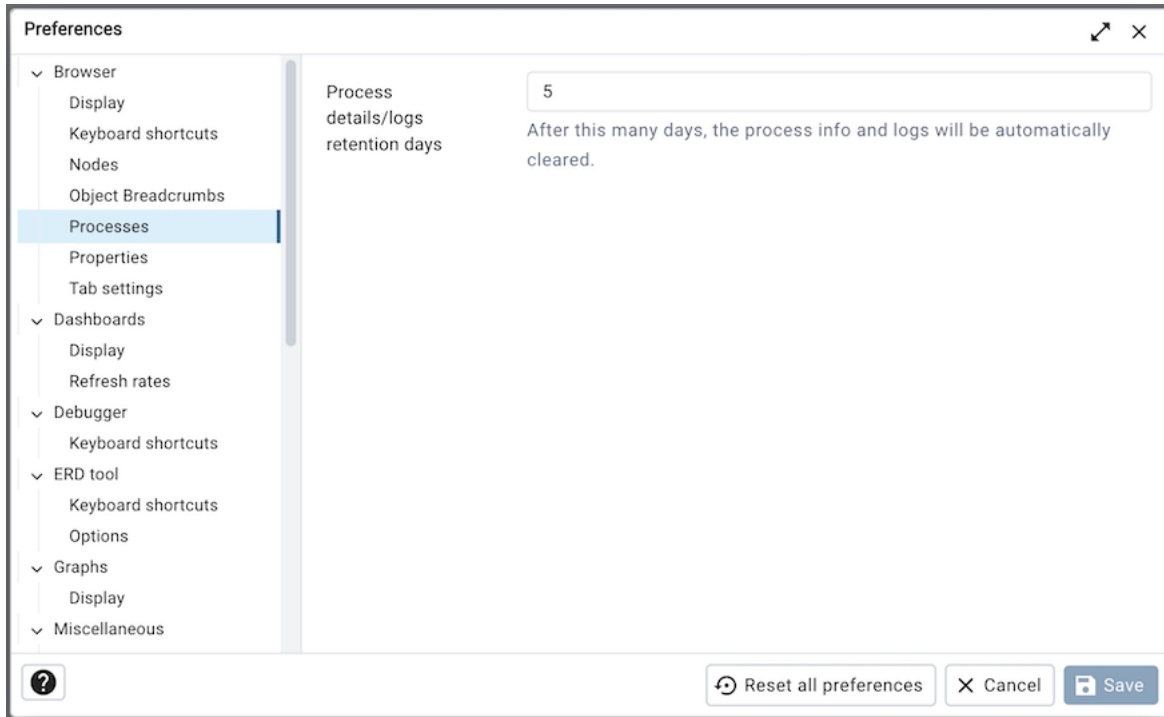 Preferences
Browser
Display
Keyboard shortcuts
Nodes
Object Breadcrumbs
Processes
Properties
Tab settings
Dashboards
Display
Refresh rates
Debugger
Keyboard shortcuts
ERD tool
Keyboard shortcuts
Options
Graphs
Display
Miscellaneous
Process
details/logs
retention days
5
After this many days, the process info and logs will be automatically
cleared.
Reset all preferences
Cancel
Save